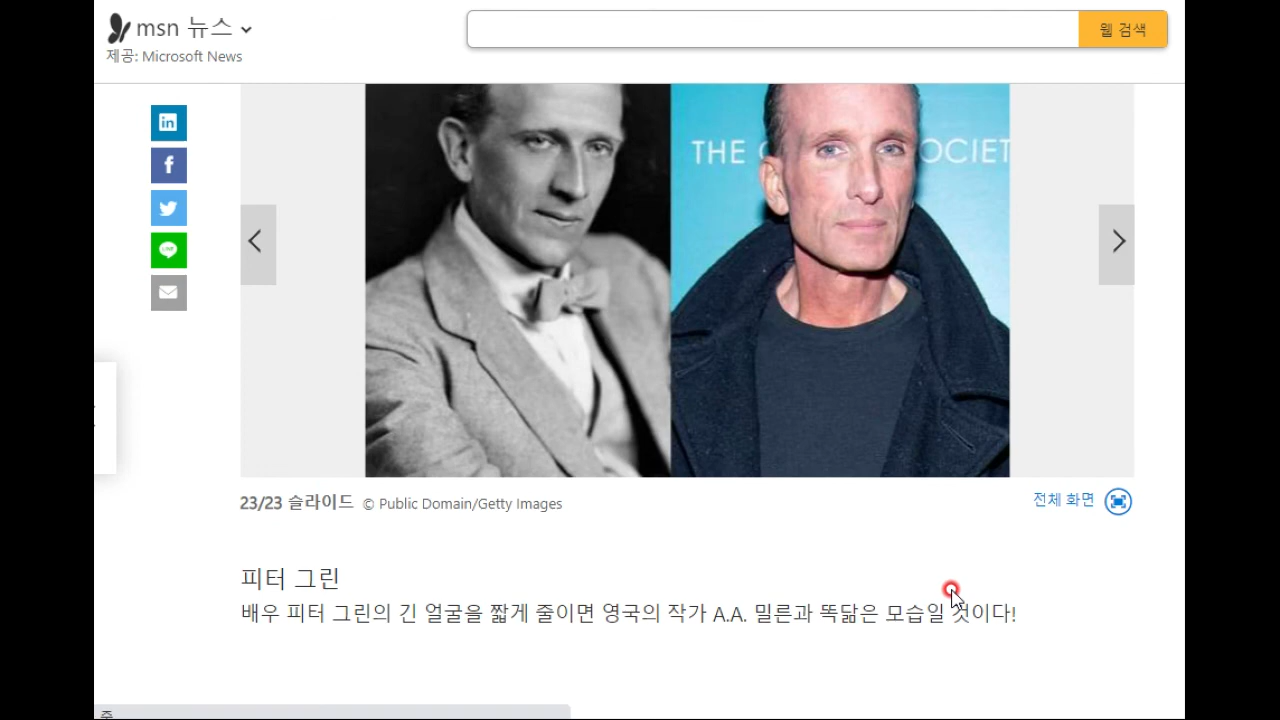 msn 뉴스
웹 검색
제공: Microsoft News
in
f
LINE
THE OCIET
23/23 슬라이드 © Public Domain/Getty Images
전체 화면
피터 그린
배우 피터 그린의 긴 얼굴을 짧게 줄이면 영국의 작가 A.A. 밀른과 똑닮은 모습일 것이다!
중